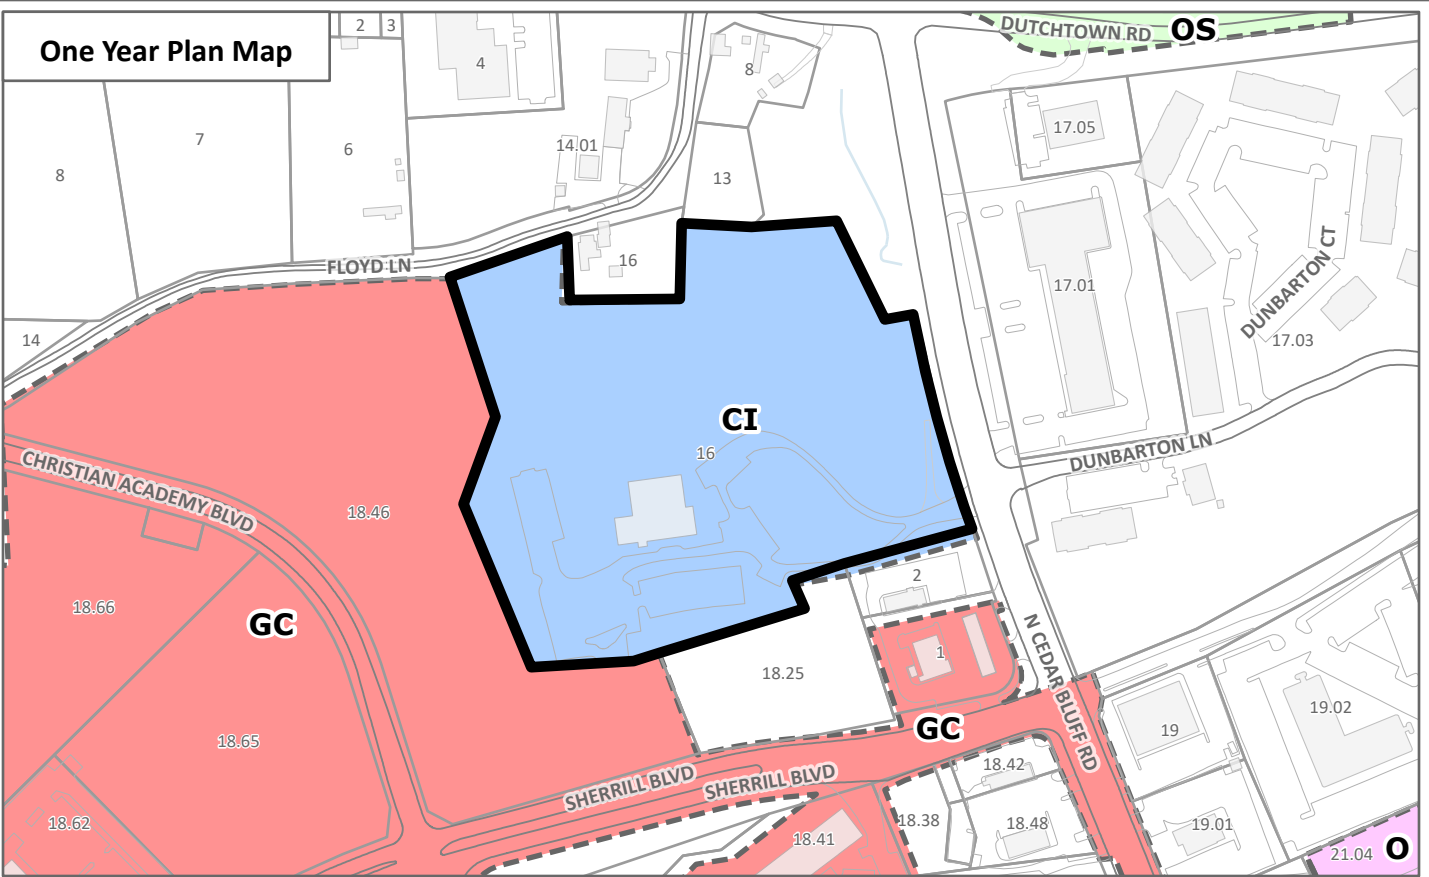 One Year Plan Map
2
3
4
8
DUTCHTOWN RD
OS
7
6
8
14.01
13
17.05
16
FLOYD LN
14
17.01
DUNBARTON CT
17.03
CI
16
DUNBARTON LN
CHRISTIAN ACADEMY BLVD
18.46
2
18.66
GC
1
N CEDAR BLUFF RD
18.25
18.65
GC
19
19.02
SHERRILL BLVD
SHERRILL BLVD
18.42
18.62
18.41
18.38
18.48
19.01
21.04
O